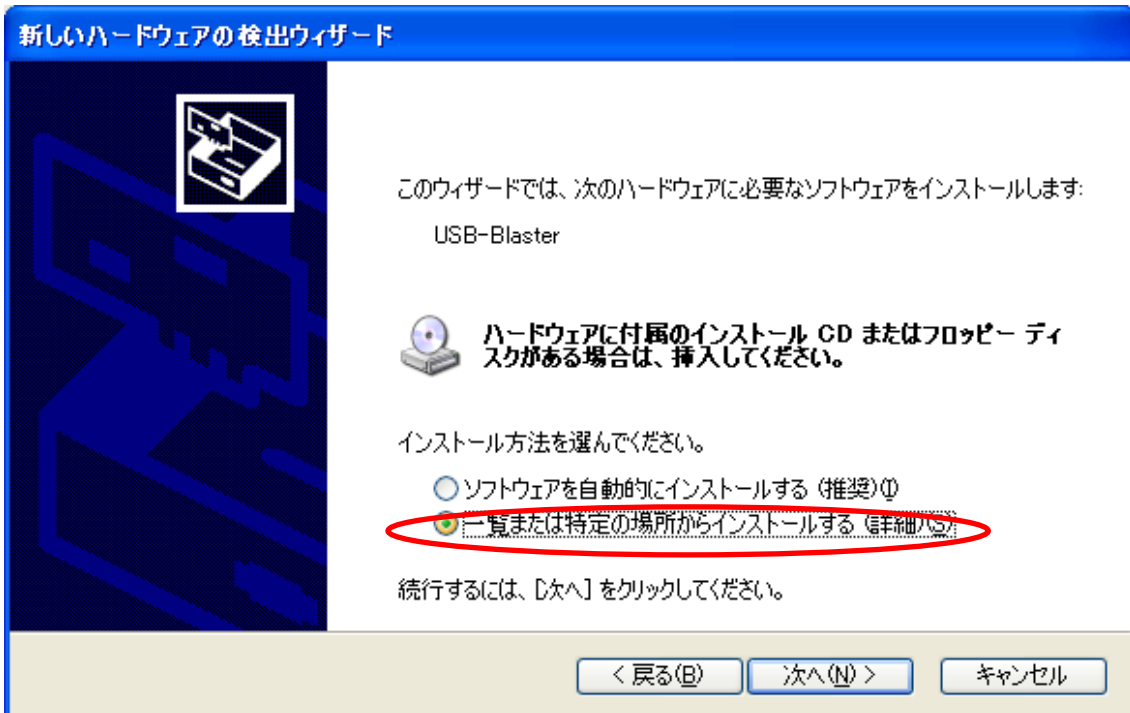 新しいハードウェアの検出ウィザード
このウィザードでは、次のハードウェアに必要なソフトウェアをインストールします:
USB-Blaster
ハードウェアに付属のインストール CD またはフロッピー ディ
スクがある場合は、挿入してください。
インストール方法を選んでください。
ソフトウェアを自動的にインストールする (推奨)(I)
一覧または特定の場所からインストールする (詳細)(S)
続行するには、[次へ] をクリックしてください。
< 戻る(B)
次へ(N) >
キャンセル